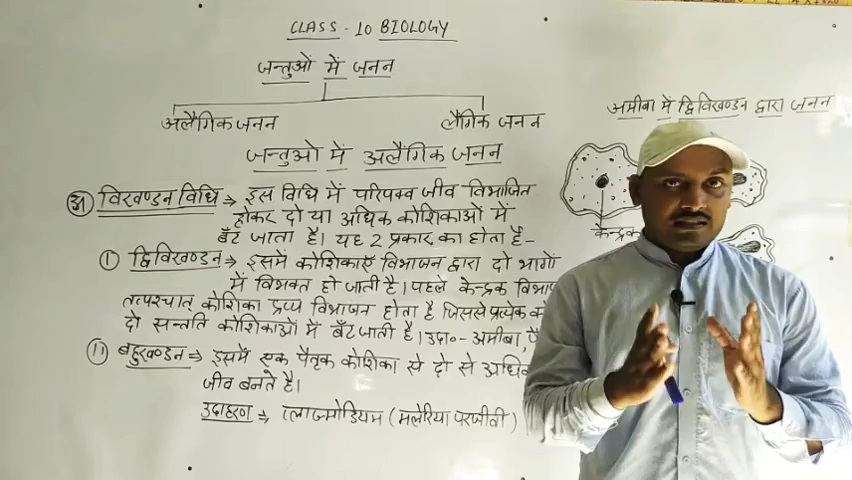 CLASS - 10 BIOLOGY
जन्तुओं में जनन
अलैंगिक जनन
लैंगिक जनन
जन्तुओ में अलैंगिक जनन
अ विखण्डन विधि → इस विधि में परिपक्व जीव विभाजित
होकर दो या अधिक कोशिकाओं में
बँट जाता है। यह 2 प्रकार का होता है-
(i) द्विविखण्डन → इसमें कोशिकाऍ विभाजन द्वारा दो भागों
में विभक्त हो जाती है। पहले केन्द्रक
तत्पश्चात् कोशिका द्रव्य विभाजन होता है जिससे प्रत्येक
दो सन्तति कोशिकाओं में बँट जाती है। उदा०- अमीबा,
(ii) बहुखण्डन → इसमें एक पैतृक कोशिका से दो से
जीव बनते है।
उदाहरण → प्लाज्मोडियम (मलेरिया परजीवी)
अमीबा में द्विविखण्डन द्वारा जनन
केन्द्रक